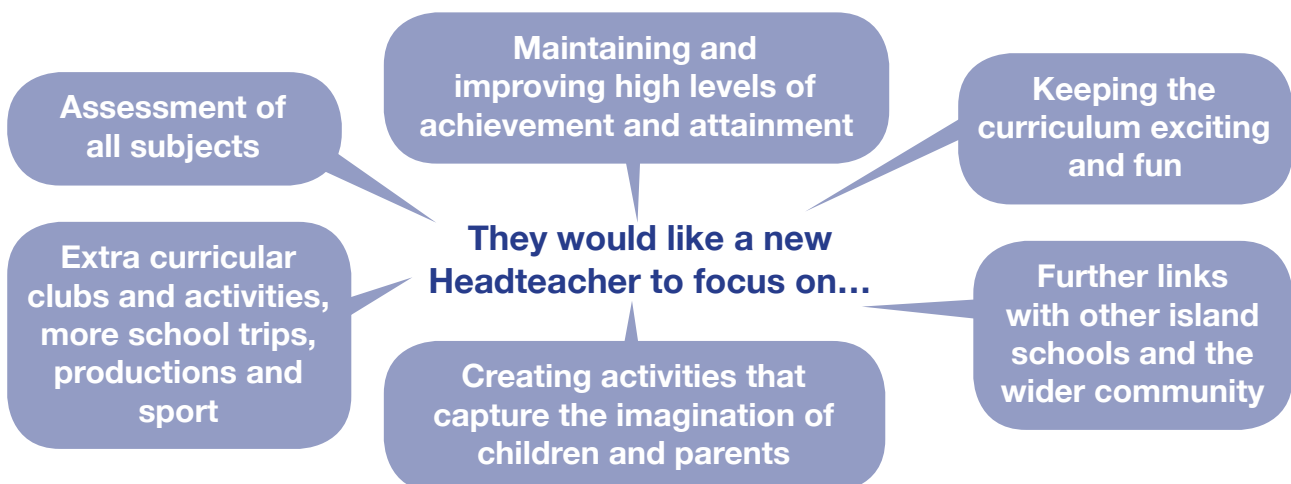 Maintaining and
improving high levels of
achievement and attainment
Assessment of
all subjects
Keeping the
curriculum exciting
and fun
They would like a new
Headteacher to focus on...
Extra curricular
clubs and activities,
more school trips,
productions and
sport
Further links
with other island
schools and the
wider community
Creating activities that
capture the imagination of
children and parents